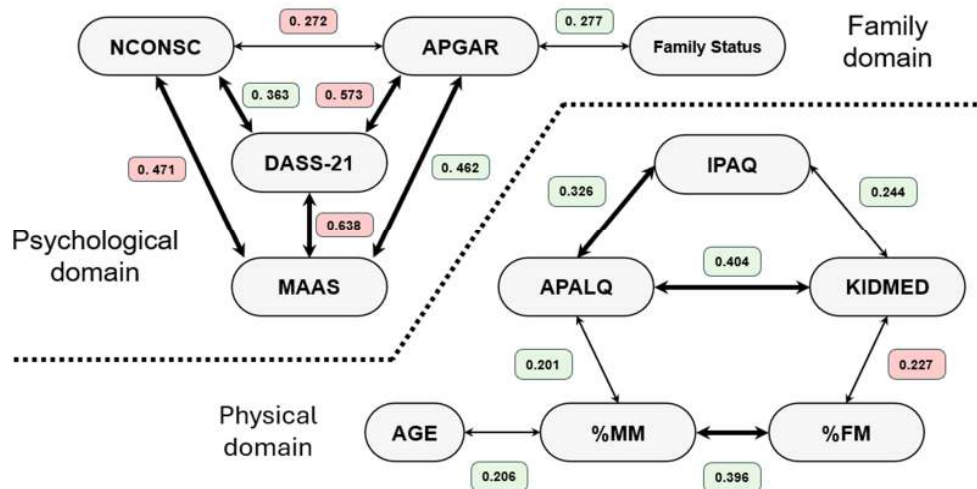 0. 272
0. 277
NCONSC
APGAR
Family Status
Family
domain
0. 363
0. 573
DASS-21
0. 471
0. 462
IPAQ
0.326
0.244
0.638
Psychological
domain
0.404
MAAS
APALQ
KIDMED
0.201
0.227
Physical
domain
AGE
%MM
%FM
0.206
0.396